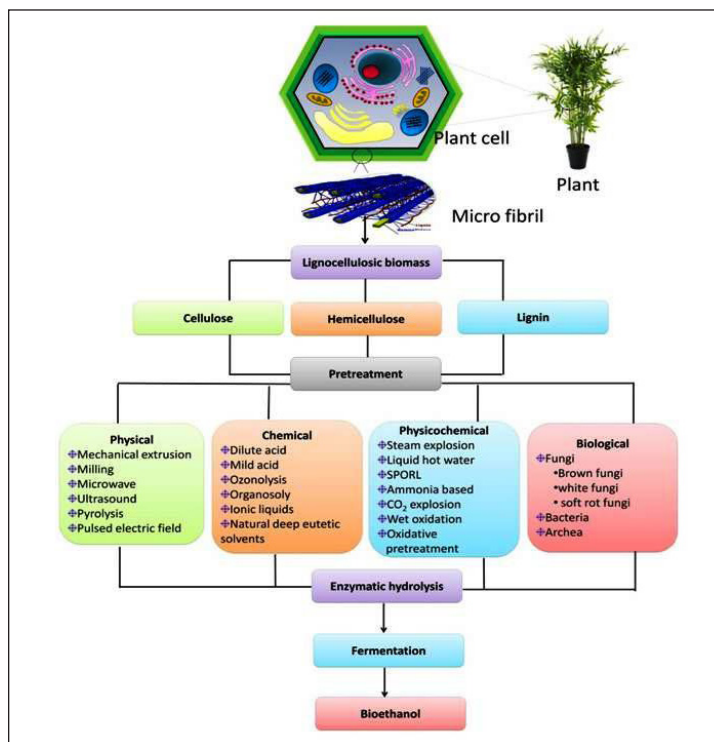 Plant cell
Plant
Micro fibril
Lignocellulosic biomass
Cellulose
Hemicellulose
Lignin
Pretreatment
Physical
Mechanical extrusion
Milling
Microwave
Ultrasound
Pyrolysis
Pulsed electric field
Chemical
Dilute acid
Mild acid
Ozonolysis
Organosoly
Ionic liquids
Natural deep eutetic
solvents
Physicochemical
Steam explosion
Liquid hot water
SPORL
Ammonia based
CO₂ explosion
Wet oxidation
Oxidative
pretreatment
Biological
Fungi
•Brown fungi
•white fungi
• soft rot fungi
Bacteria
Archea
Enzymatic hydrolysis
Fermentation
Bioethanol